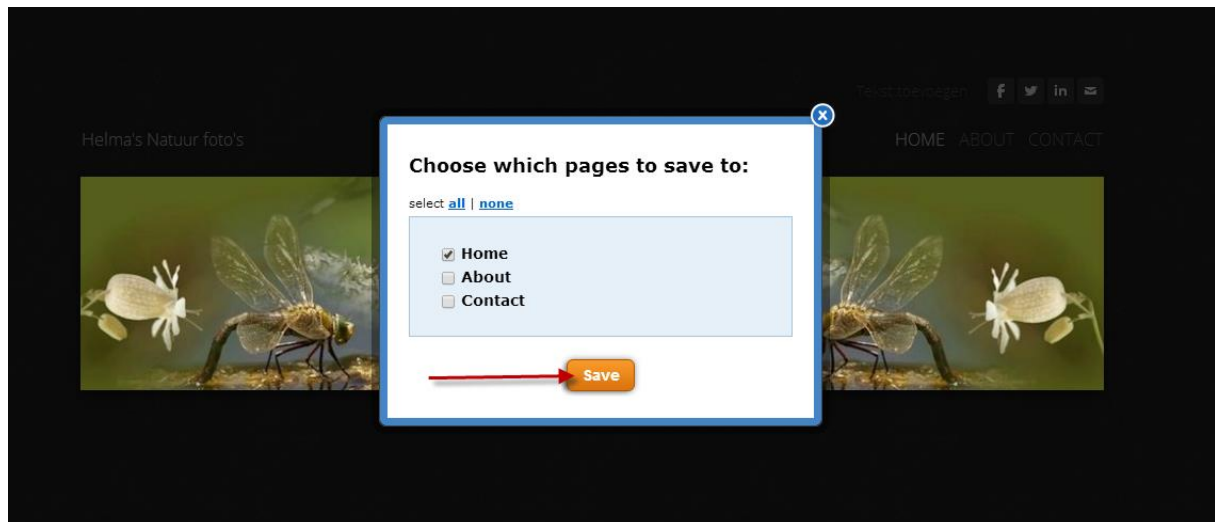 Tekst toevoegen
Helma's Natuur foto's
HOME ABOUT CONTACT
Choose which pages to save to:
select all | none
Home
About
Contact
Save